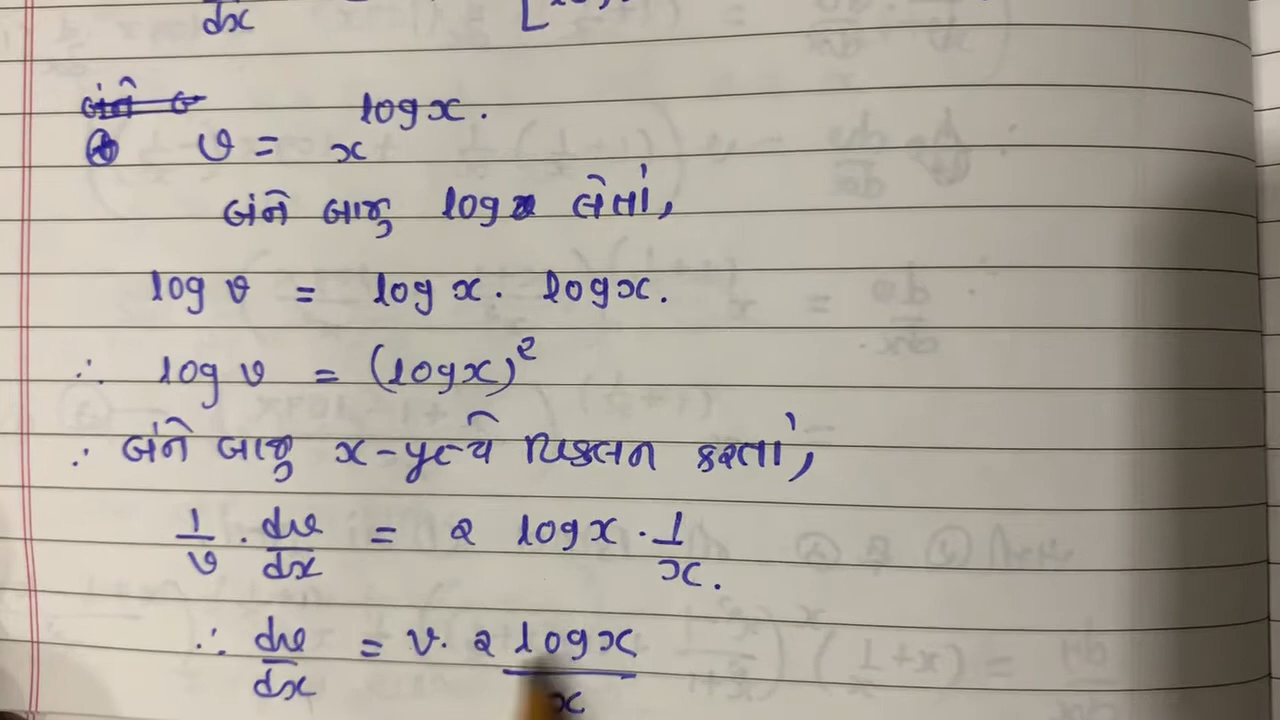 dx [
v = x^{log x}.
બંને બાજુ log લેતાં,
log v = log x. log x.
∴ log v = (log x)²
∴ બંને બાજુ x-પ્રત્યે વિકલન કરતાં,
1/v . dv/dx = 2 log x . 1/x.
∴ dv/dx = v. 2 log x/x